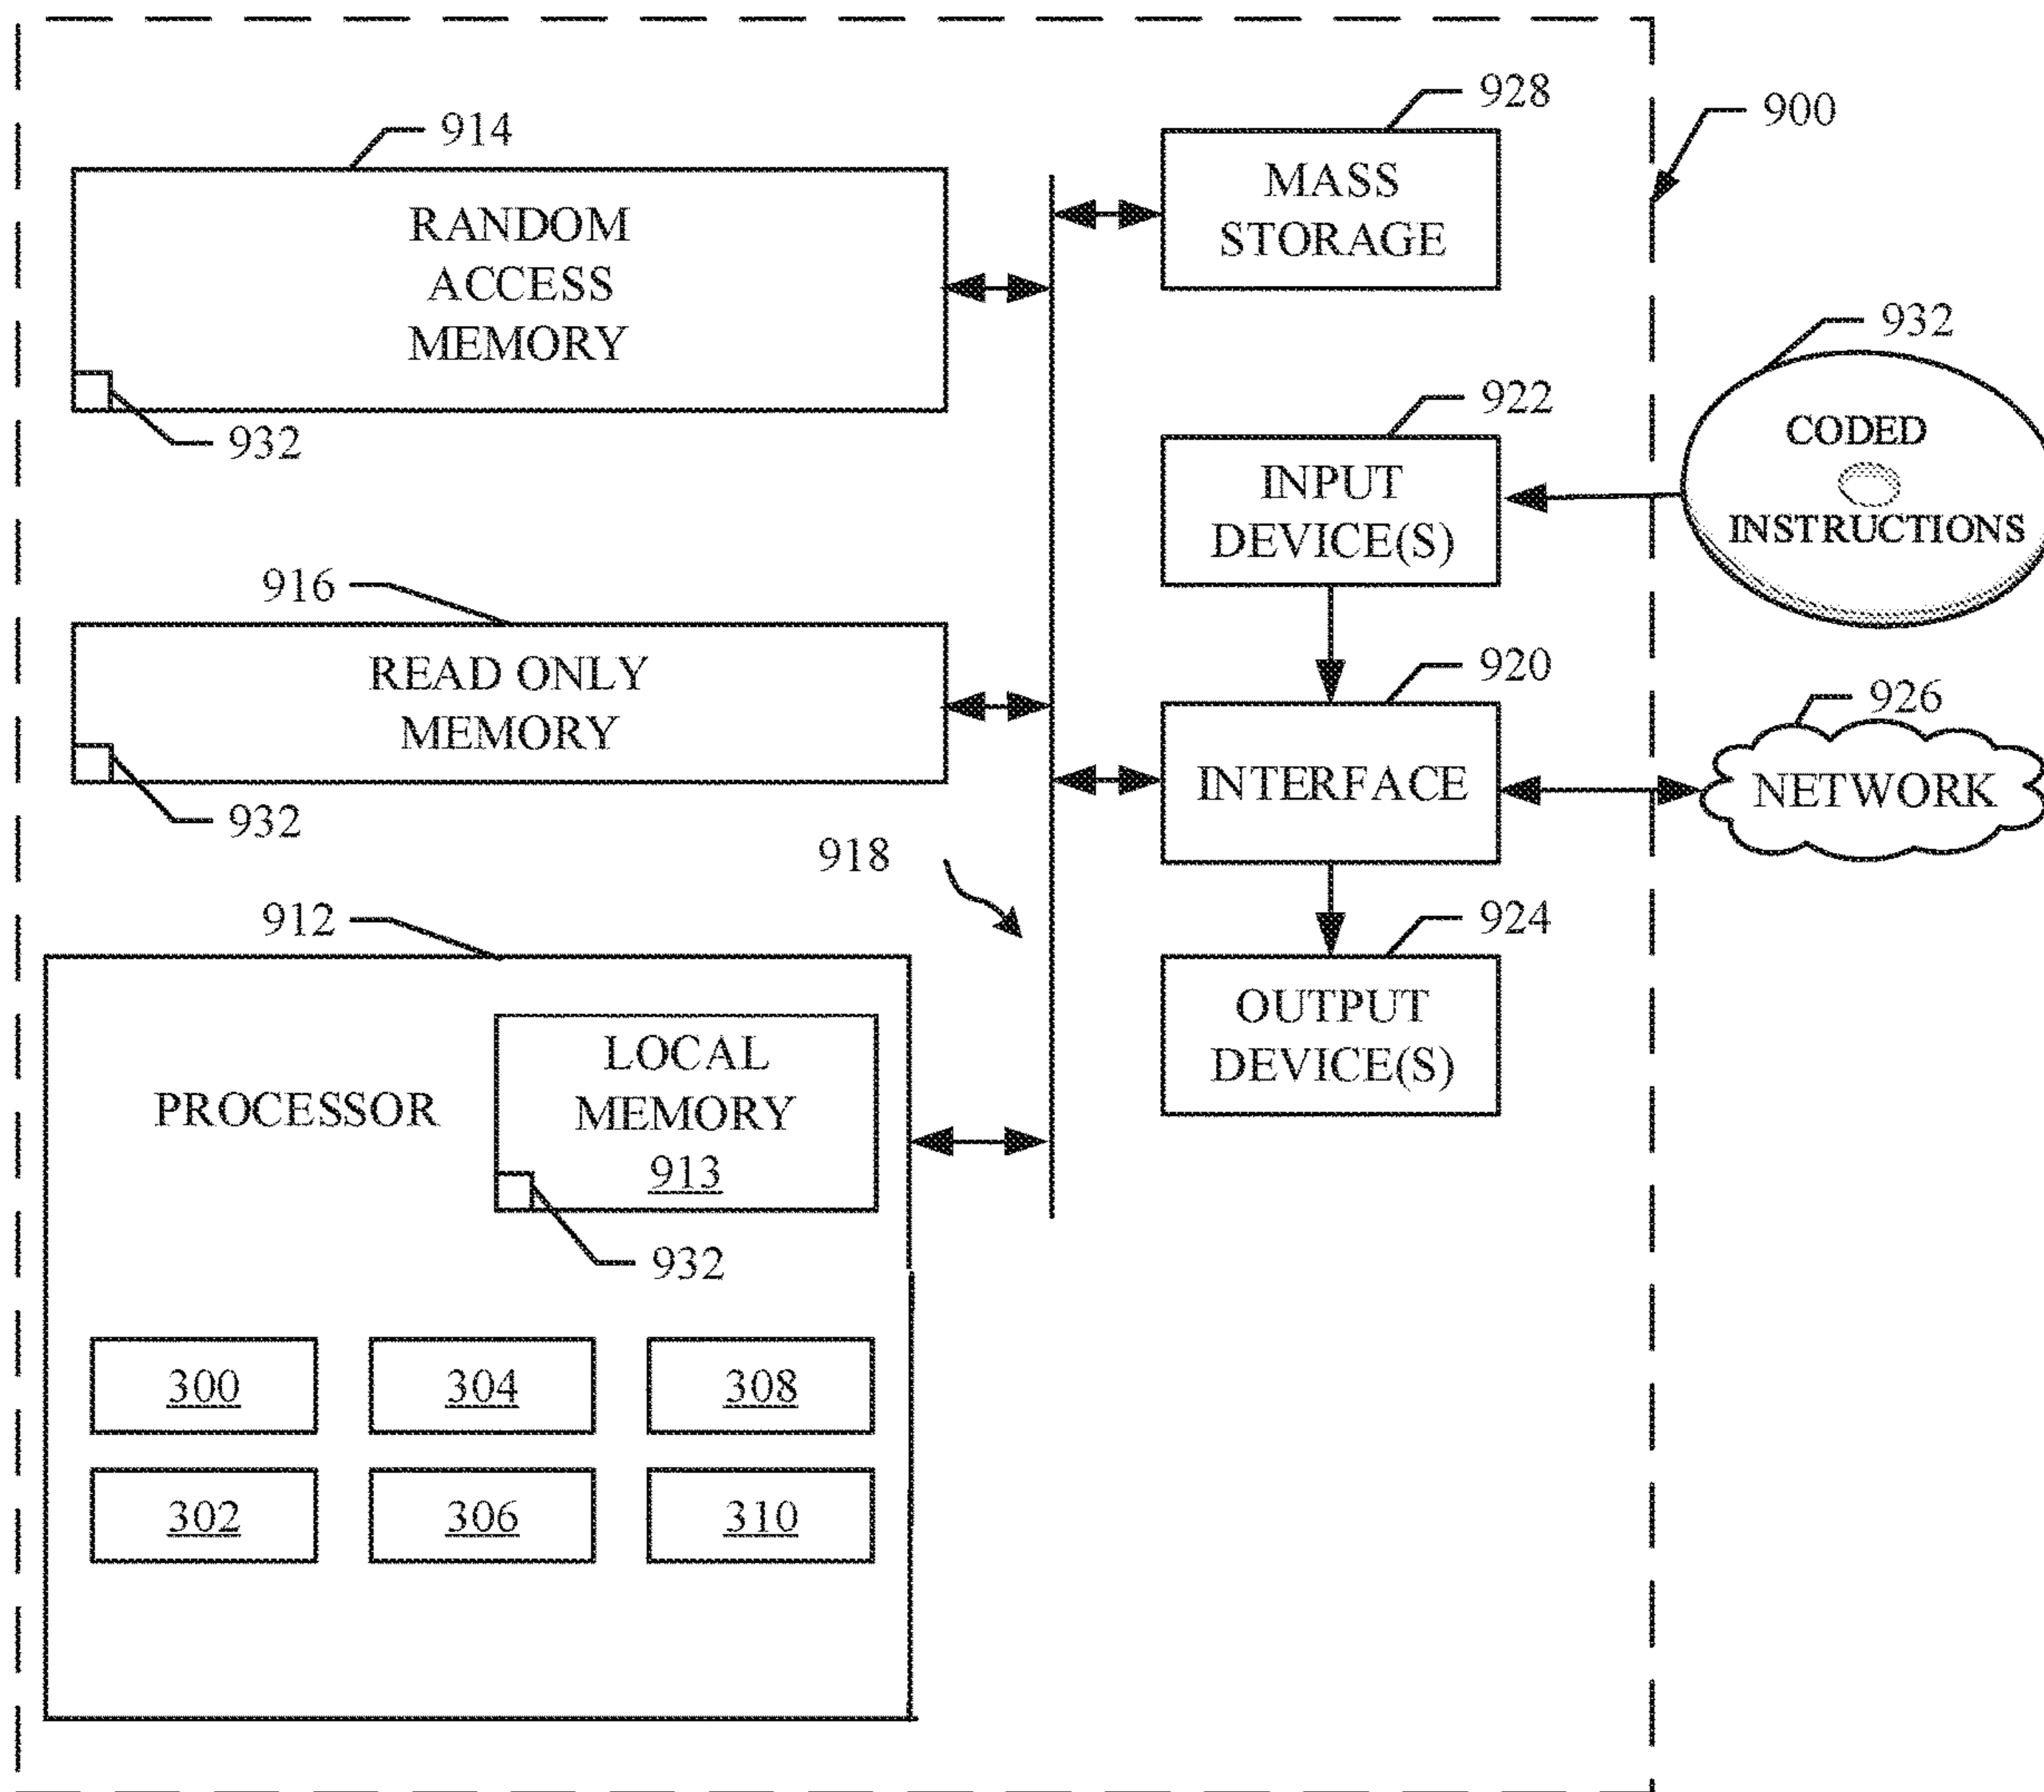 928
900
914
MASS
STORAGE
RANDOM
ACCESS
MEMORY
932
932
922
CODED
INSTRUCTIONS
INPUT
DEVICE(S)
916
READ ONLY
MEMORY
920
926
INTERFACE
NETWORK
932
918
912
924
OUTPUT
DEVICE(S)
PROCESSOR
LOCAL
MEMORY
913
932
300
304
308
302
306
310